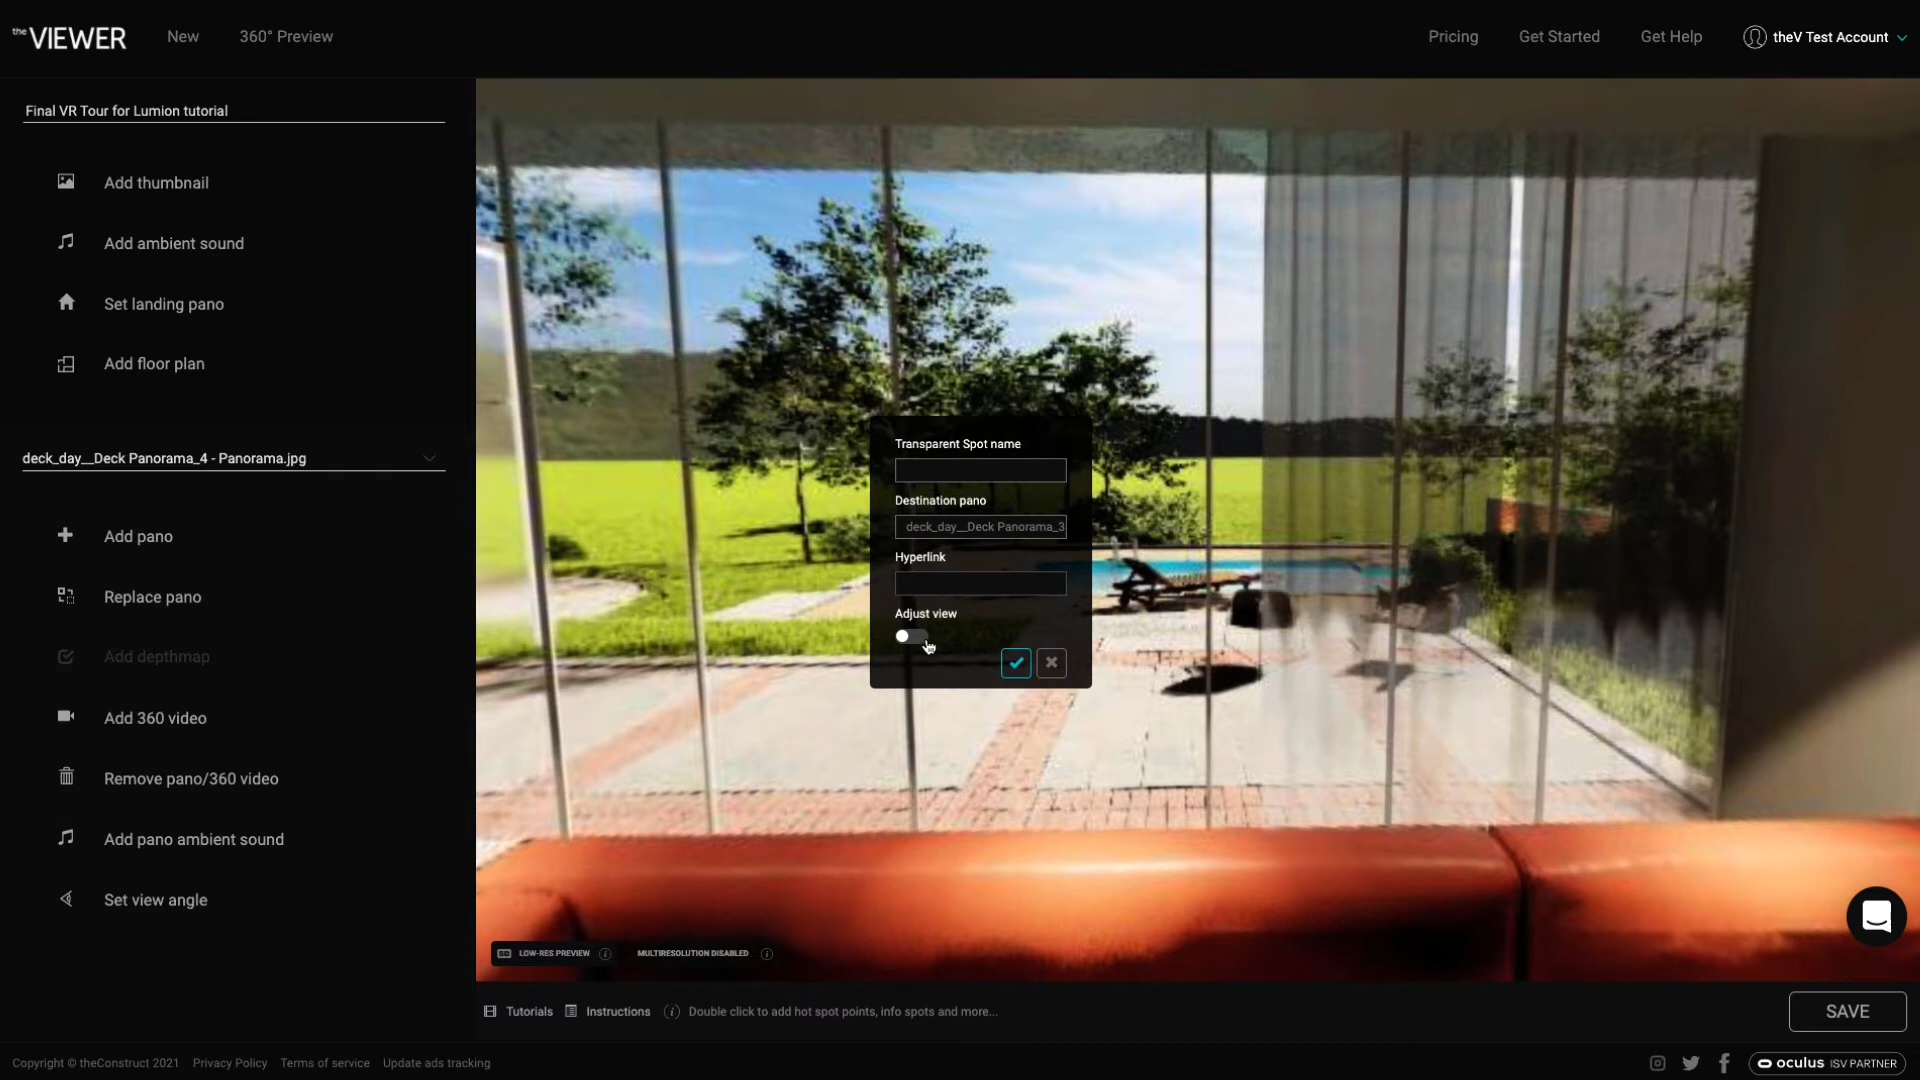 the VIEWER
New
360° Preview
Pricing
Get Started
Get Help
theV Test Account
Final VR Tour for Lumion tutorial
Add thumbnail
Add ambient sound
Set landing pano
Add floor plan
deck_day__Deck Panorama_4 - Panorama.jpg
Add pano
Replace pano
Add depthmap
Add 360 video
Remove pano/360 video
Add pano ambient sound
Set view angle
Transparent Spot name
Destination pano
deck_day__Deck Panorama_3
Hyperlink
Adjust view
SD LOW-RES PREVIEW
MULTIRESOLUTION DISABLED
Tutorials
Instructions
Double click to add hot spot points, info spots and more...
SAVE
Copyright © theConstruct 2021
Privacy Policy
Terms of service
Update ads tracking
oculus ISV PARTNER